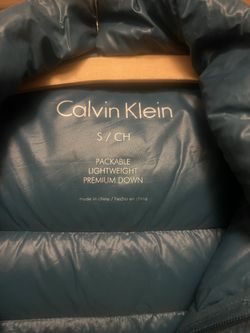 Calvin Klein
S / CH
PACKABLE
LIGHTWEIGHT
PREMIUM DOWN
made in china / hecho en china